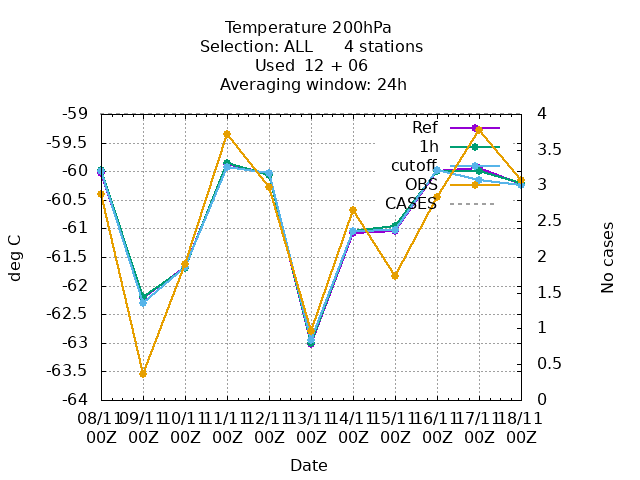 Temperature 200hPa
Selection: ALL      4 stations
Used  12 + 06
Averaging window: 24h
-59
-59.5
-60
-60.5
-61
-61.5
-62
-62.5
-63
-63.5
-64
4
3.5
3
2.5
2
1.5
1
0.5
0
Ref
1h
cutoff
OBS
CASES
deg C
No cases
08/11 09/11 10/11 11/11 12/11 13/11 14/11 15/11 16/11 17/11 18/11
00Z 00Z 00Z 00Z 00Z 00Z 00Z 00Z 00Z 00Z 00Z
Date